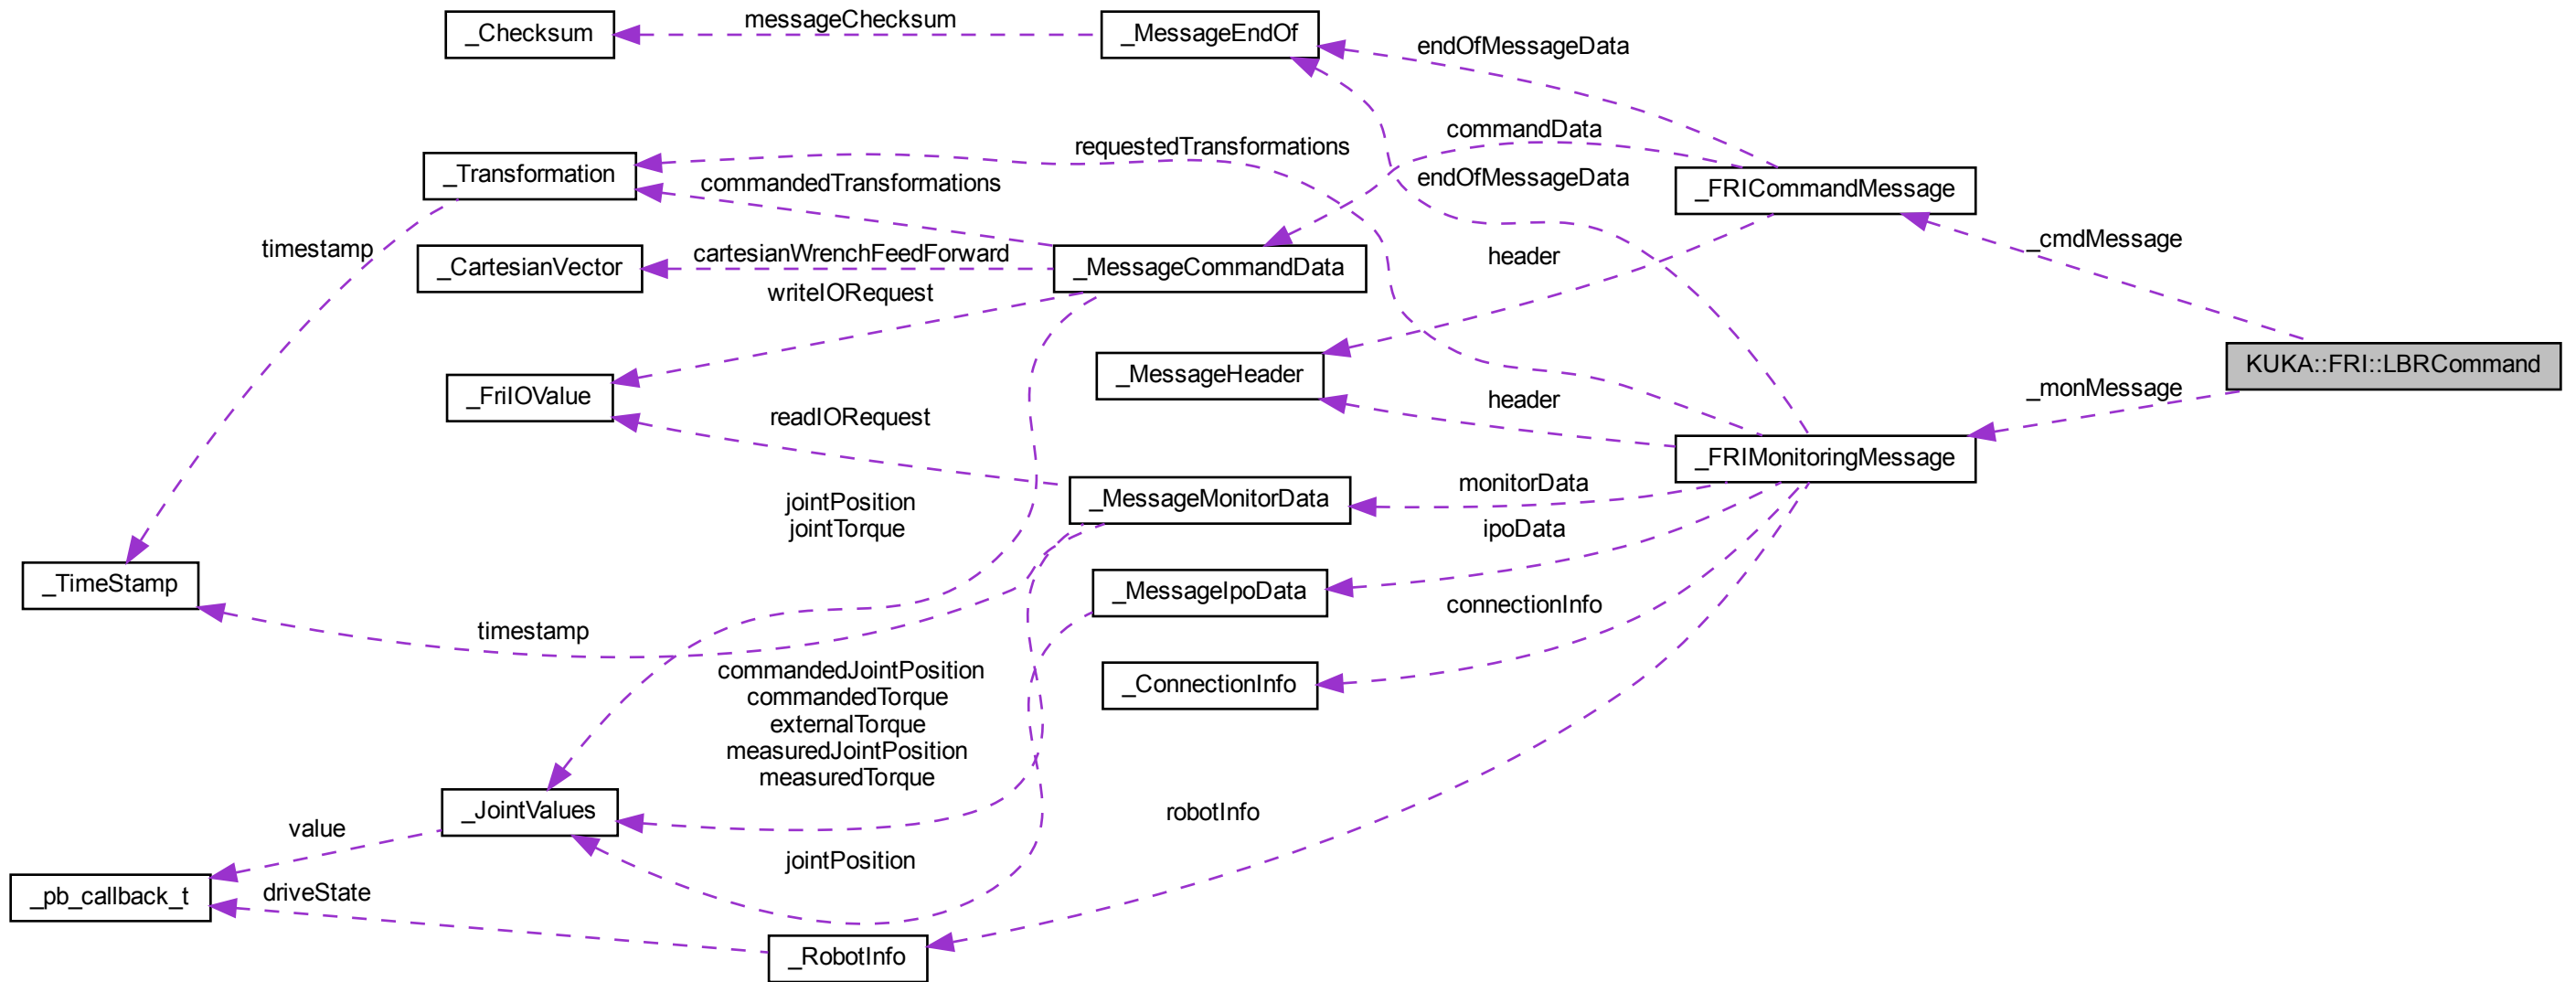 messageChecksum
_Checksum
_MessageEndOf
endOfMessageData
commandData
requestedTransformations
_Transformation
commandedTransformations
endOfMessageData
_FRICommandMessage
timestamp
cartesianWrenchFeedForward
_CartesianVector
_MessageCommandData
header
_cmdMessage
writeIORequest
_MessageHeader
KUKA::FRI::LBRCommand
_FriIOValue
_monMessage
header
readIORequest
_FRIMonitoringMessage
monitorData
_MessageMonitorData
jointPosition
jointTorque
ipoData
_TimeStamp
_MessageIpoData
connectionInfo
timestamp
commandedJointPosition
commandedTorque
externalTorque
measuredJointPosition
measuredTorque
_ConnectionInfo
_JointValues
robotInfo
value
jointPosition
_pb_callback_t
driveState
_RobotInfo